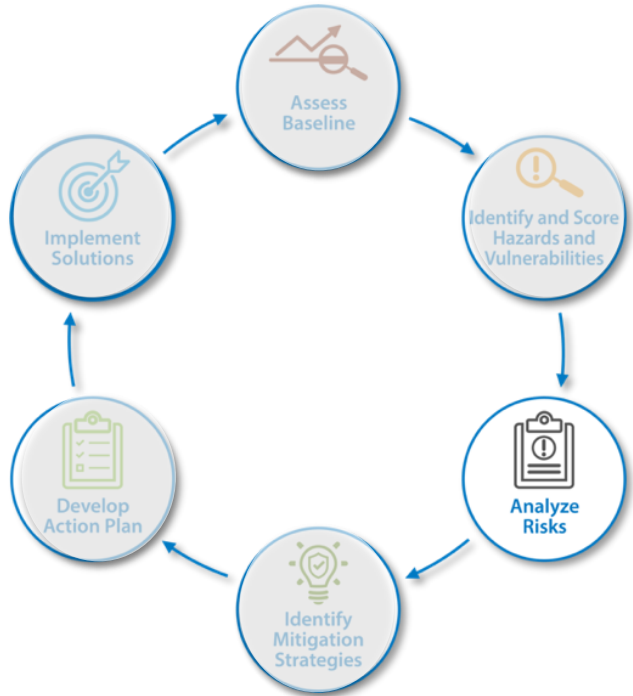 Assess
Baseline
Identify and Score
Hazards and
Vulnerabilities
Analyze
Risks
Identify
Mitigation
Strategies
Develop
Action Plan
Implement
Solutions